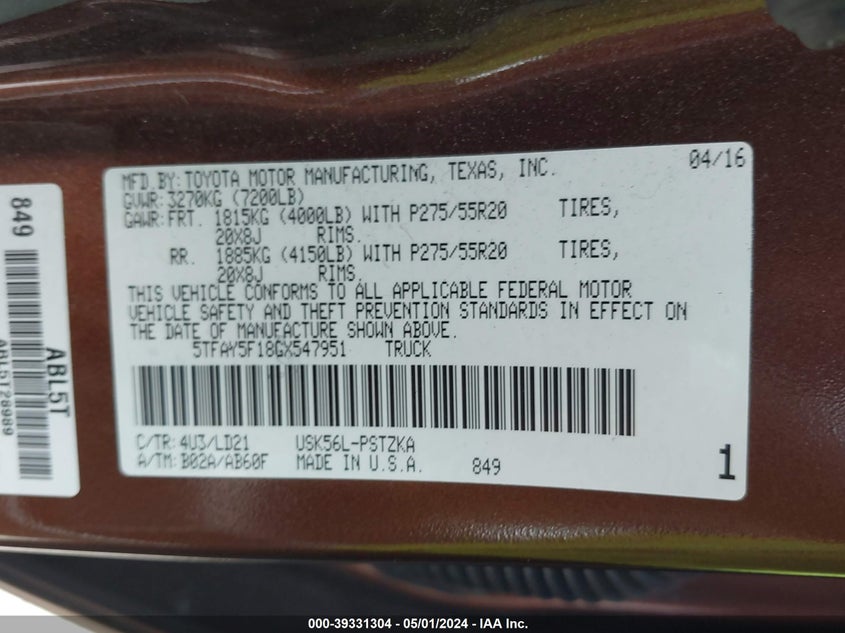 MFD.BY: TOYOTA MOTOR MANUFACTURING, TEXAS, INC. 04/16
GVWR: 3270KG (7200LB)
GAWR: FRT. 1815KG (4000LB) WITH P275/55R20 TIRES,
20X8J RIMS.
RR. 1885KG (4150LB) WITH P275/55R20 TIRES,
20X8J RIMS.
THIS VEHICLE CONFORMS TO ALL APPLICABLE FEDERAL MOTOR
VEHICLE SAFETY AND THEFT PREVENTION STANDARDS IN EFFECT ON
THE DATE OF MANUFACTURE SHOWN ABOVE.
5TFAY5F18GX547951 TRUCK
C/TR: 4U3/LD21 USK56L-PSTZKA
A/TM: B02A/AB60F MADE IN U.S.A. 849 1
849
ABL5T
ABL5T28989
000-39331304 / 05/01/2024 / IAA Inc.